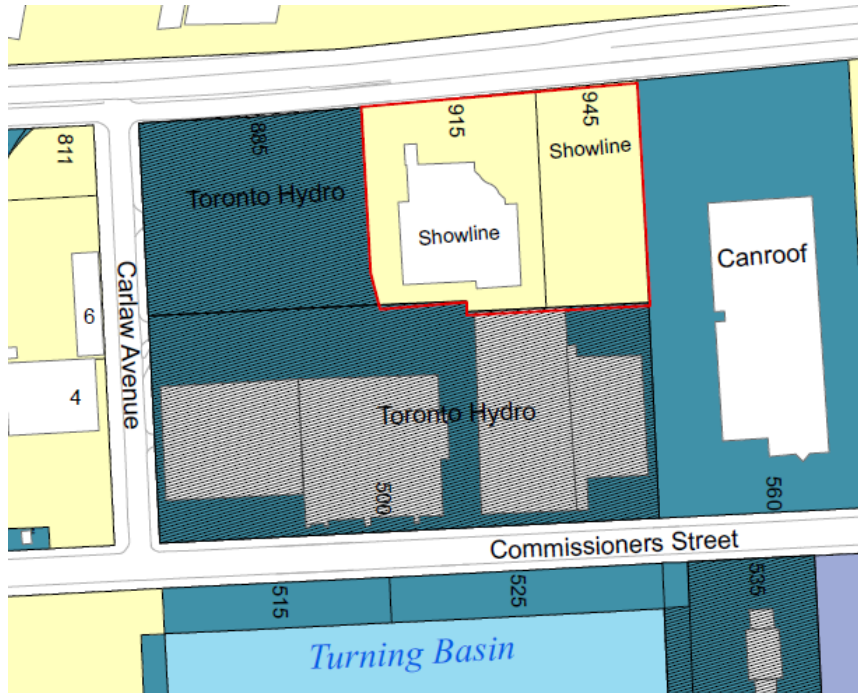 811
885
915
945
Toronto Hydro
Showline
Showline
Canroof
Carlaw Avenue
6
4
Toronto Hydro
500
560
Commissioners Street
515
525
535
Turning Basin